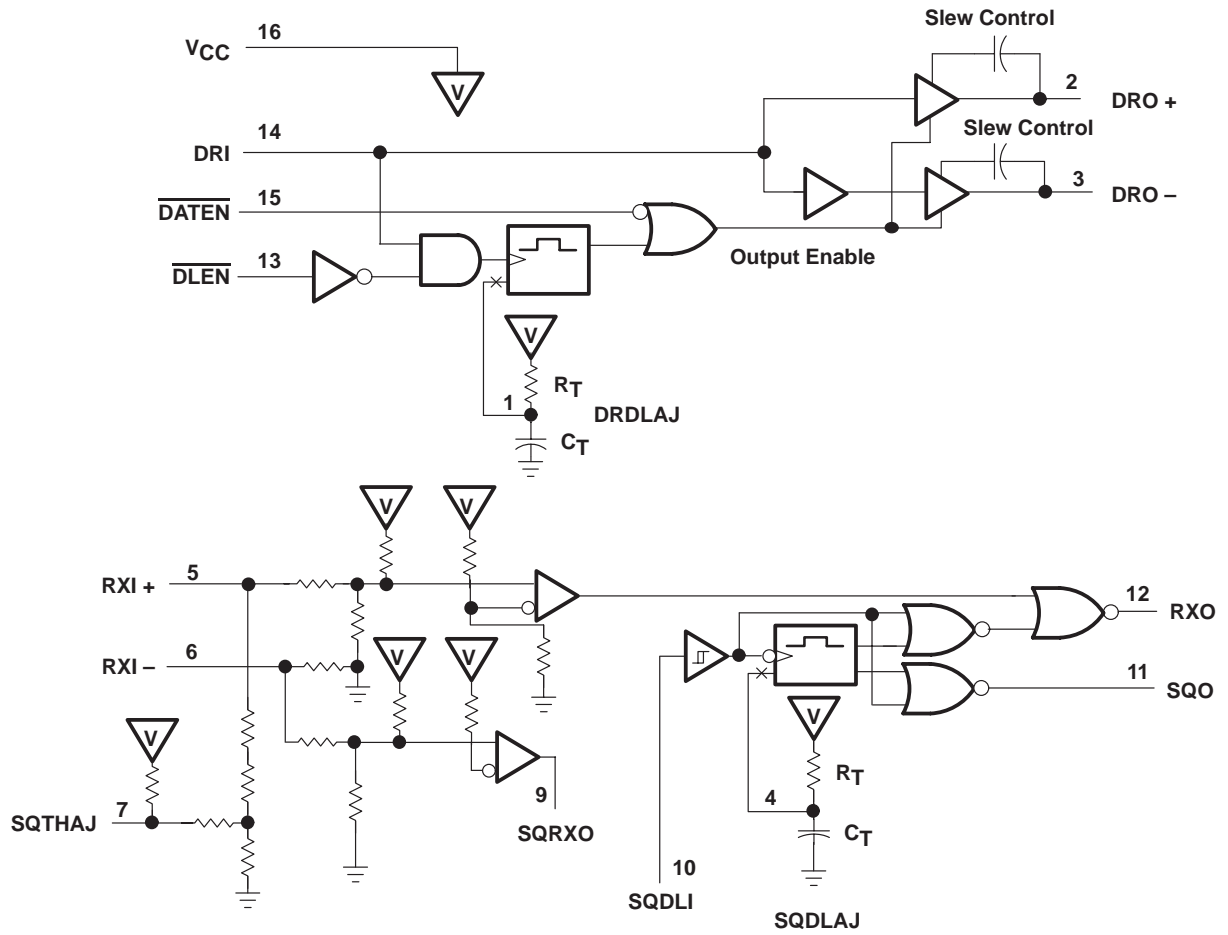 Slew Control
VCC 16
V
2 DRO +
14
DRI
Slew Control
15
DATEN
3 DRO –
13
DLEN
Output Enable
V
RT
1
DRDLAJ
CT
V V
RXI + 5
12 RXO
RXI – 6
V V
11 SQO
V
V
RT
SQTHAJ 7
9
SQRXO
4
CT
10
SQDLI
SQDLAJ